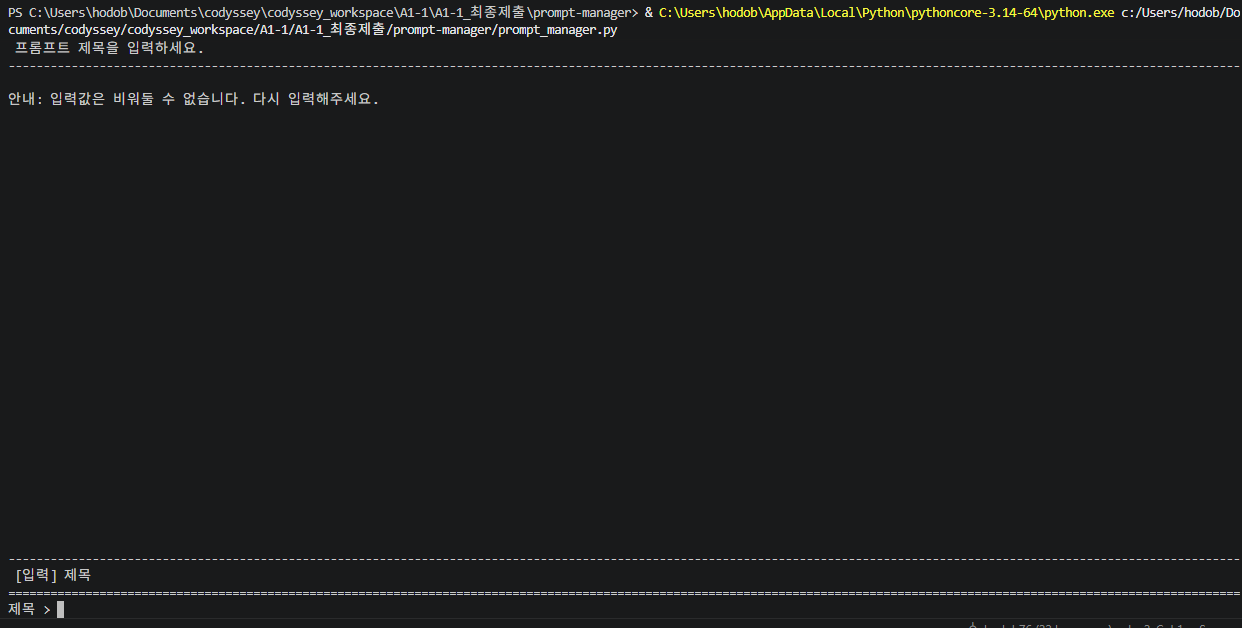 PS C:\Users\hodob\Documents\codyssey\codyssey_workspace\A1-1\A1-1_최종제출\prompt-manager> & C:\Users\hodob\AppData\Local\Python\pythoncore-3.14-64\python.exe c:/Users/hodob/Do
cuments/codyssey/codyssey_workspace/A1-1/A1-1_최종제출/prompt-manager/prompt_manager.py
프롬프트 제목을 입력하세요.
안내: 입력값은 비워둘 수 없습니다. 다시 입력해주세요.
[입력] 제목
제목 >